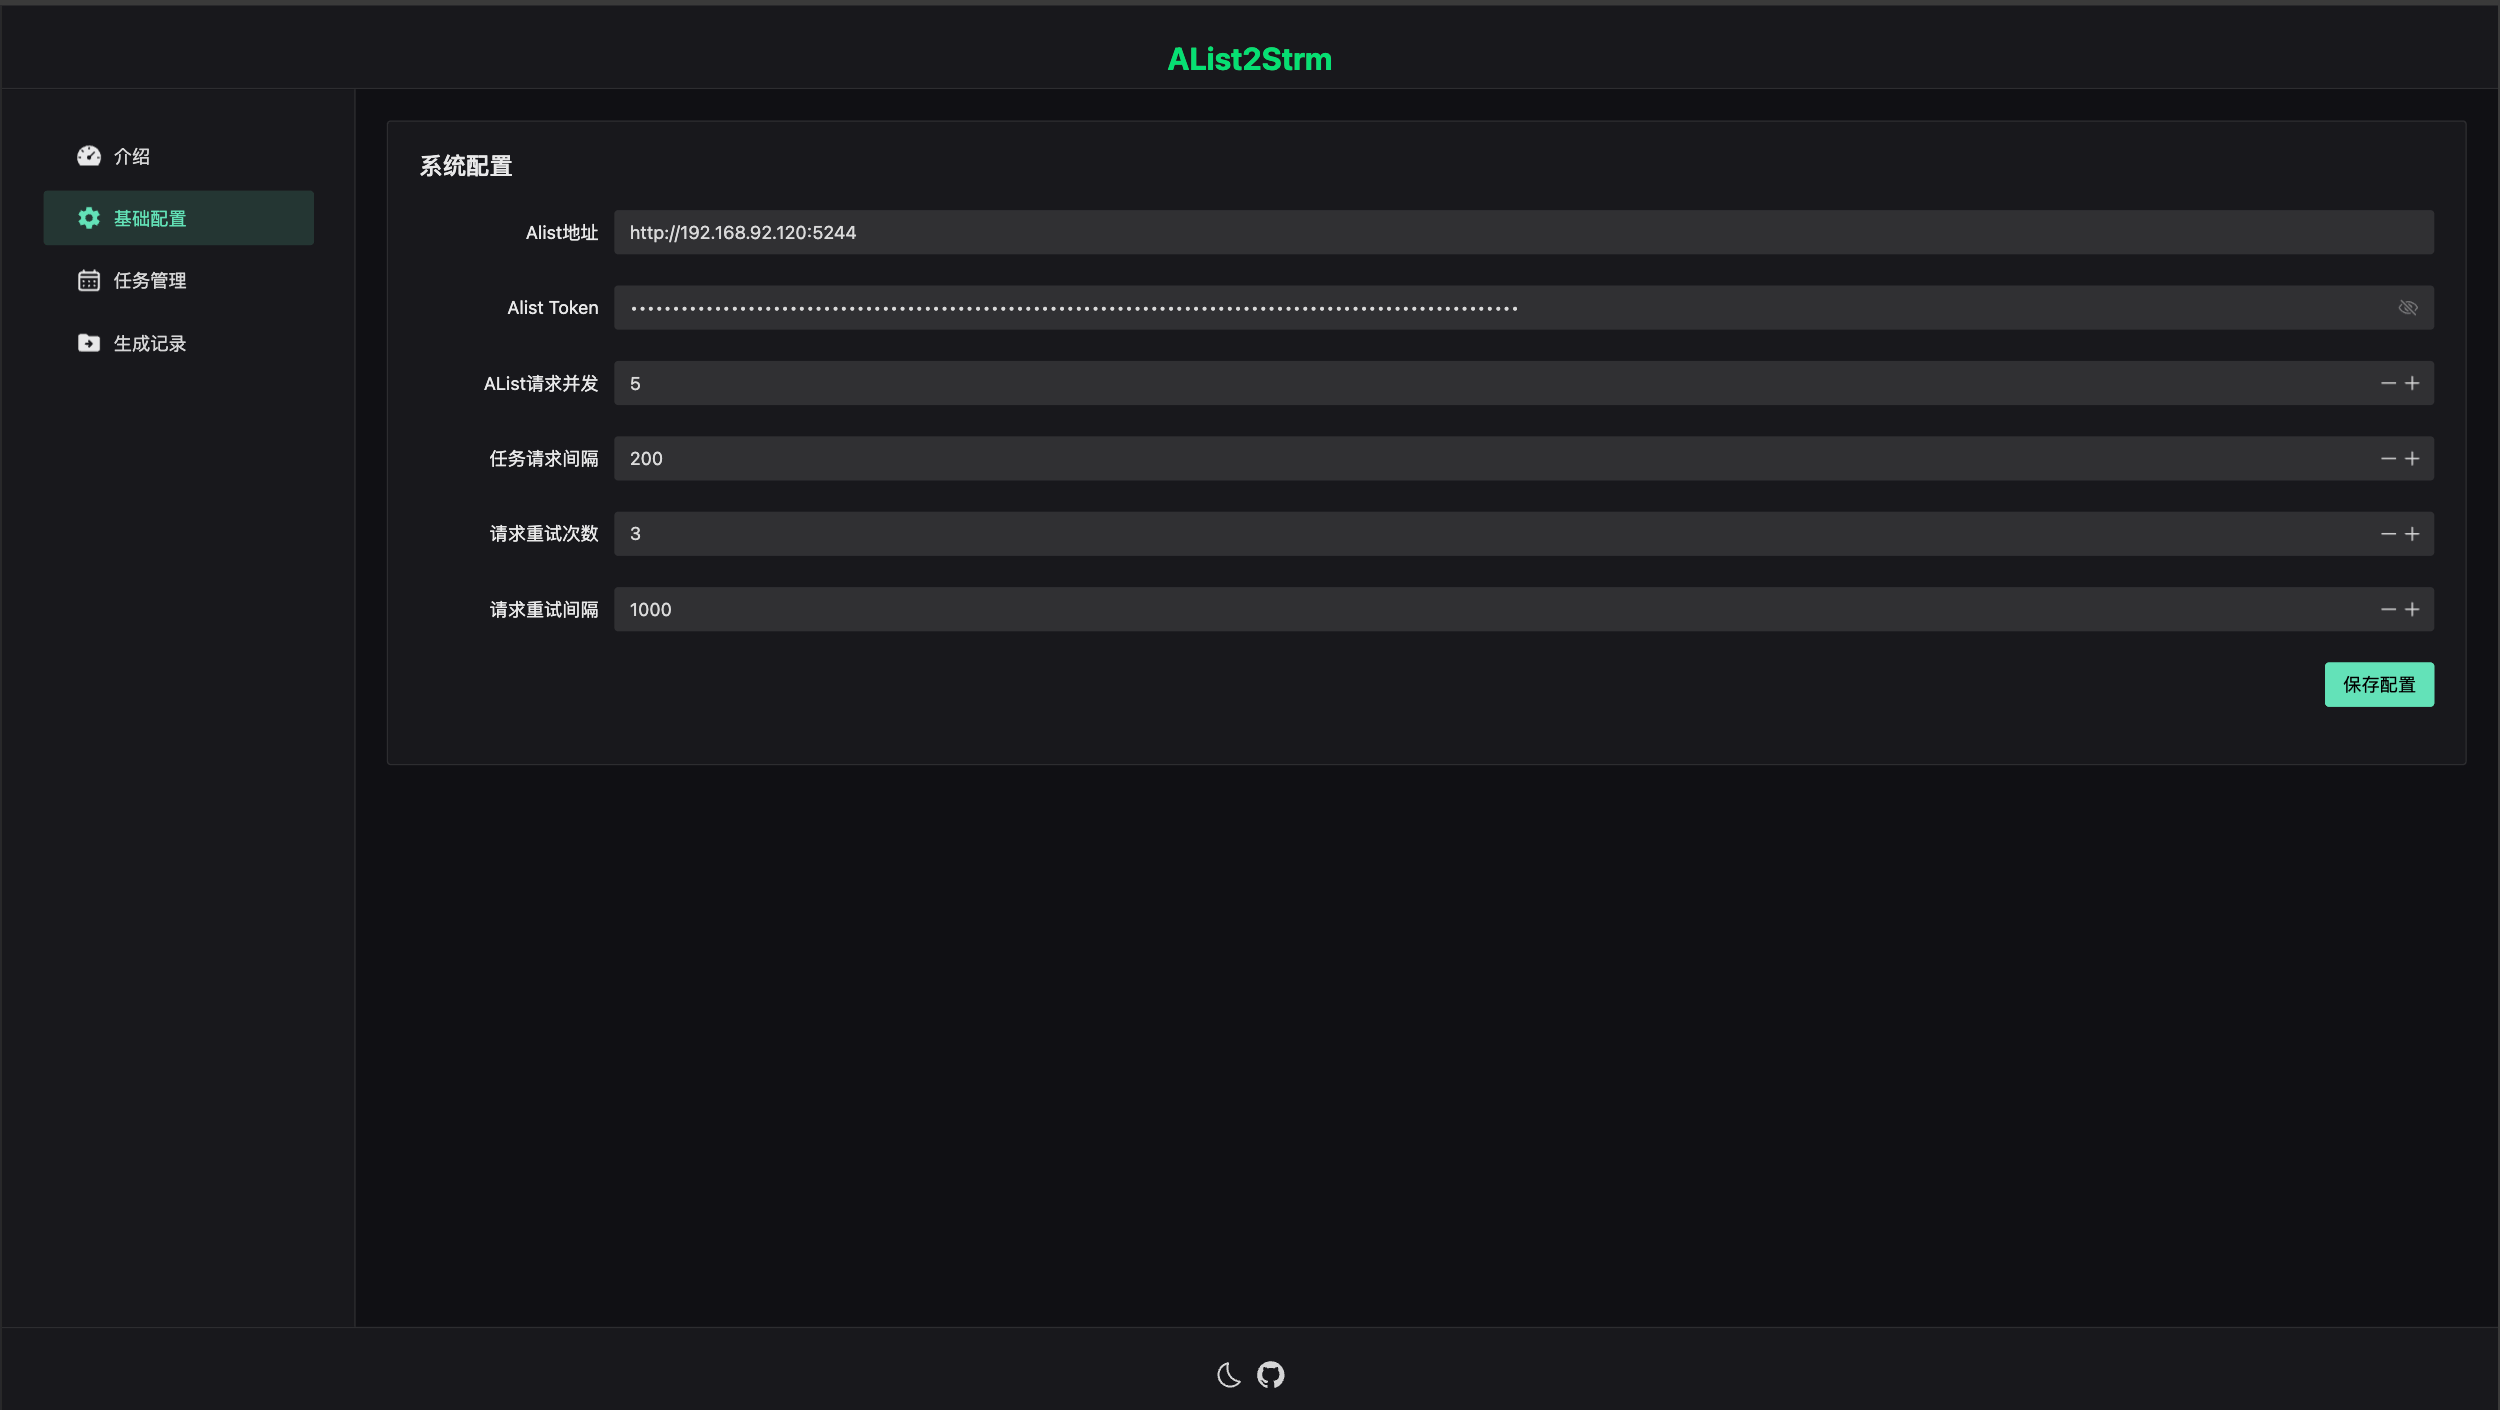 AList2Strm
介绍
基础配置
任务管理
生成记录
系统配置
Alist地址
http://192.168.92.120:5244
Alist Token
AList请求并发
5
任务请求间隔
200
请求重试次数
3
请求重试间隔
1000
保存配置